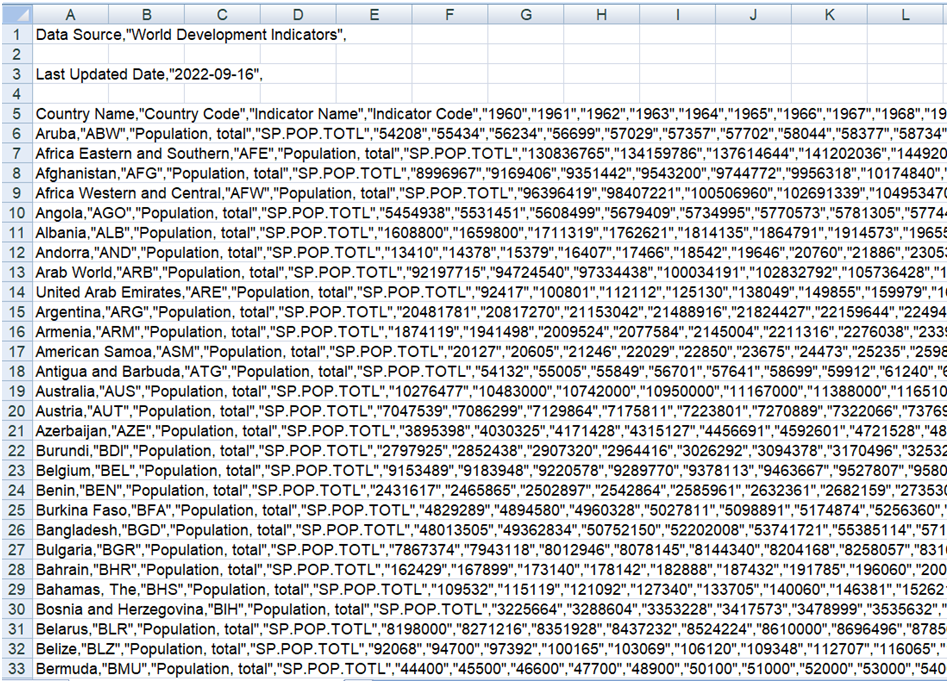 A B C D E F G H I J K L
1 Data Source,"World Development Indicators",
2
3 Last Updated Date,"2022-09-16",
4
5 Country Name,"Country Code","Indicator Name","Indicator Code","1960","1961","1962","1963","1964","1965","1966","1967","1968","19
6 Aruba,"ABW","Population, total","SP.POP.TOTL","54208","55434","56234","56699","57029","57357","57702","58044","58377","58734"
7 Africa Eastern and Southern,"AFE","Population, total","SP.POP.TOTL","130836765","134159786","137614644","141202036","144920
8 Afghanistan,"AFG","Population, total","SP.POP.TOTL","8996967","9169406","9351442","9543200","9744772","9956318","10174840",
9 Africa Western and Central,"AFW","Population, total","SP.POP.TOTL","96396419","98407221","100506960","102691339","104953470
10 Angola,"AGO","Population, total","SP.POP.TOTL","5454938","5531451","5608499","5679409","5734995","5770573","5781305","5774
11 Albania,"ALB","Population, total","SP.POP.TOTL","1608800","1659800","1711319","1762621","1814135","1864791","1914573","1965
12 Andorra,"AND","Population, total","SP.POP.TOTL","13410","14378","15379","16407","17466","18542","19646","20760","21886","2305
13 Arab World,"ARB","Population, total","SP.POP.TOTL","92197715","94724540","97334438","100034191","102832792","105736428","1
14 United Arab Emirates,"ARE","Population, total","SP.POP.TOTL","92417","100801","112112","125130","138049","149855","159979","1
15 Argentina,"ARG","Population, total","SP.POP.TOTL","20481781","20817270","21153042","21488916","21824427","22159644","22494
16 Armenia,"ARM","Population, total","SP.POP.TOTL","1874119","1941498","2009524","2077584","2145004","2211316","2276038","233
17 American Samoa,"ASM","Population, total","SP.POP.TOTL","20127","20605","21246","22029","22850","23675","24473","25235","259
18 Antigua and Barbuda,"ATG","Population, total","SP.POP.TOTL","54132","55005","55849","56701","57641","58699","59912","61240","6
19 Australia,"AUS","Population, total","SP.POP.TOTL","10276477","10483000","10742000","10950000","11167000","11388000","116510
20 Austria,"AUT","Population, total","SP.POP.TOTL","7047539","7086299","7129864","7175811","7223801","7270889","7322066","73765
21 Azerbaijan,"AZE","Population, total","SP.POP.TOTL","3895398","4030325","4171428","4315127","4456691","4592601","4721528","48
22 Burundi,"BDI","Population, total","SP.POP.TOTL","2797925","2852438","2907320","2964416","3026292","3094378","3170496","32532
23 Belgium,"BEL","Population, total","SP.POP.TOTL","9153489","9183948","9220578","9289770","9378113","9463667","9527807","9580
24 Benin,"BEN","Population, total","SP.POP.TOTL","2431617","2465865","2502897","2542864","2585961","2632361","2682159","273530
25 Burkina Faso,"BFA","Population, total","SP.POP.TOTL","4829289","4894580","4960328","5027811","5098891","5174874","5256360",
26 Bangladesh,"BGD","Population, total","SP.POP.TOTL","48013505","49362834","50752150","52202008","53741721","55385114","571
27 Bulgaria,"BGR","Population, total","SP.POP.TOTL","7867374","7943118","8012946","8078145","8144340","8204168","8258057","831
28 Bahrain,"BHR","Population, total","SP.POP.TOTL","162429","167899","173140","178142","182888","187432","191785","196060","200
29 Bahamas, The,"BHS","Population, total","SP.POP.TOTL","109532","115119","121092","127340","133705","140060","146381","15262
30 Bosnia and Herzegovina,"BIH","Population, total","SP.POP.TOTL","3225664","3288604","3353228","3417573","3478999","3535632",
31 Belarus,"BLR","Population, total","SP.POP.TOTL","8198000","8271216","8351928","8437232","8524224","8610000","8696496","8785
32 Belize,"BLZ","Population, total","SP.POP.TOTL","92068","94700","97392","100165","103069","106120","109348","112707","116065",
33 Bermuda,"BMU","Population, total","SP.POP.TOTL","44400","45500","46600","47700","48900","50100","51000","52000","53000","540